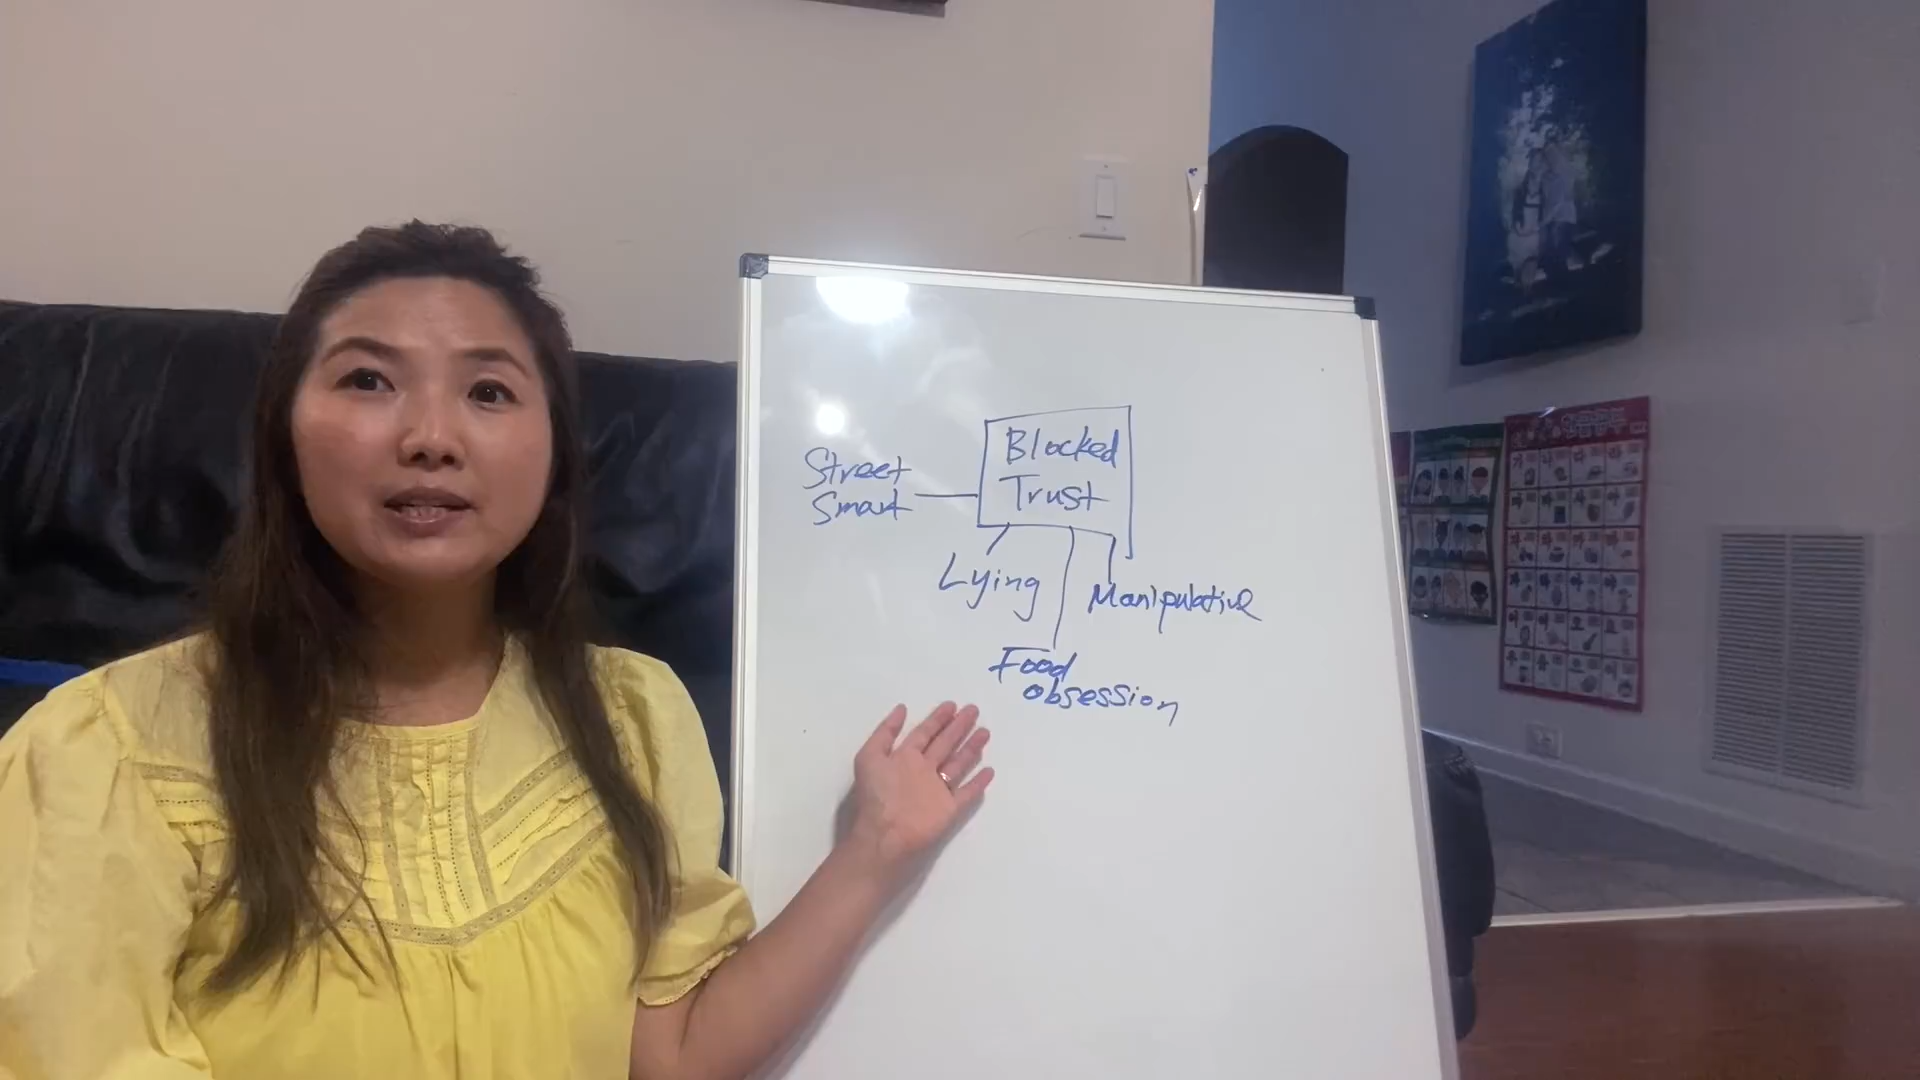 Blocked
Trust
Street
Smart
Lying
Manipulative
Food
obsession